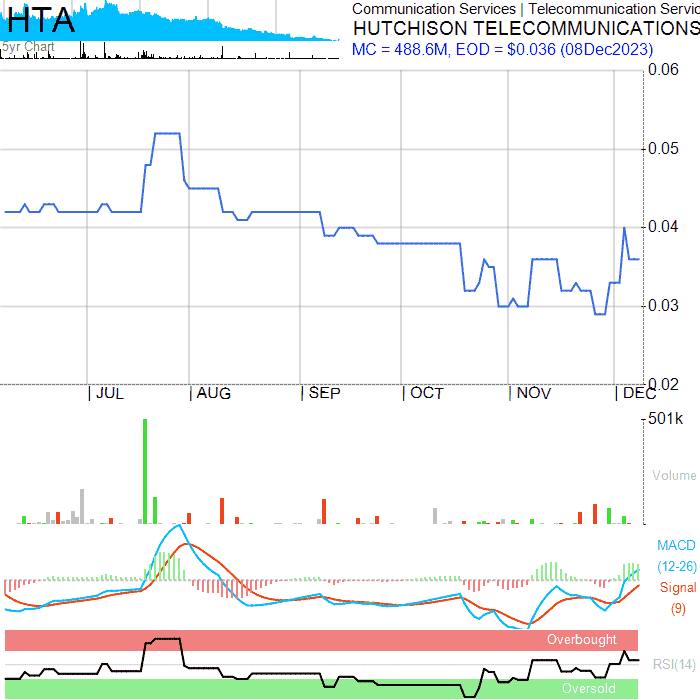 HTA
5yr Chart
Communication Services | Telecommunication Servic
HUTCHISON TELECOMMUNICATIONS
MC = 488.6M, EOD = $0.036 (08Dec2023)
0.06
0.05
0.04
0.03
0.02
JUL AUG SEP OCT NOV DEC
501k
Volume
MACD
(12-26)
Signal
(9)
Overbought
RSI(14)
Oversold